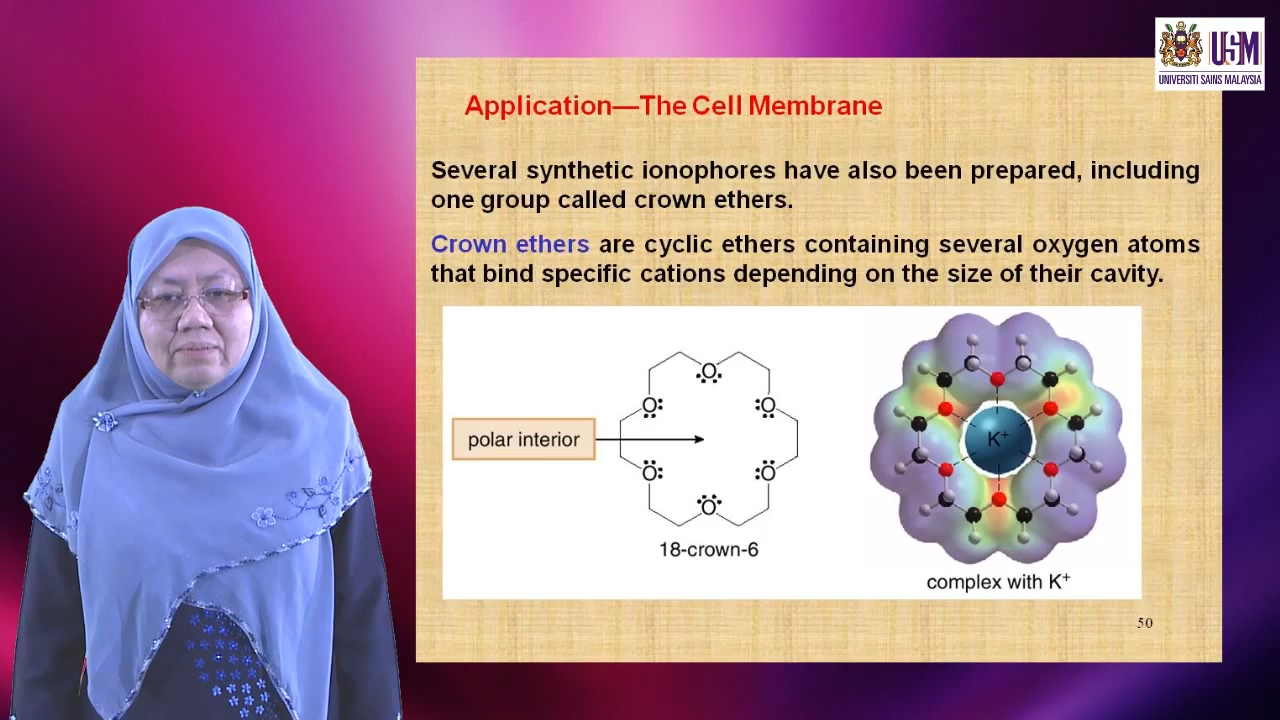 USM
UNIVERSITI SAINS MALAYSIA
Application—The Cell Membrane
Several synthetic ionophores have also been prepared, including
one group called crown ethers.
Crown ethers are cyclic ethers containing several oxygen atoms
that bind specific cations depending on the size of their cavity.
polar interior
O
O
O
O
O
O
18-crown-6
K⁺
complex with K⁺
50